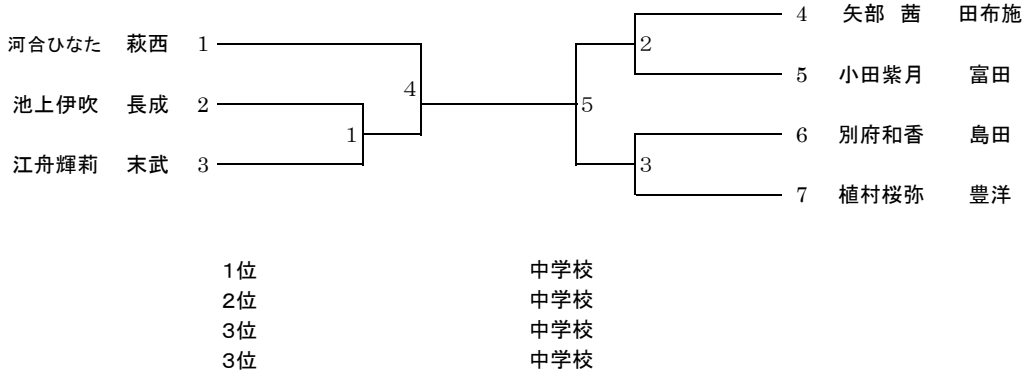 4 矢部 茜 田布施
河合ひなた 萩西 1
2
5 小田紫月 富田
4
池上伊吹 長成 2
5
1
6 別府和香 島田
江舟輝莉 末武 3
3
7 植村桜弥 豊洋
1位 中学校
2位 中学校
3位 中学校
3位 中学校